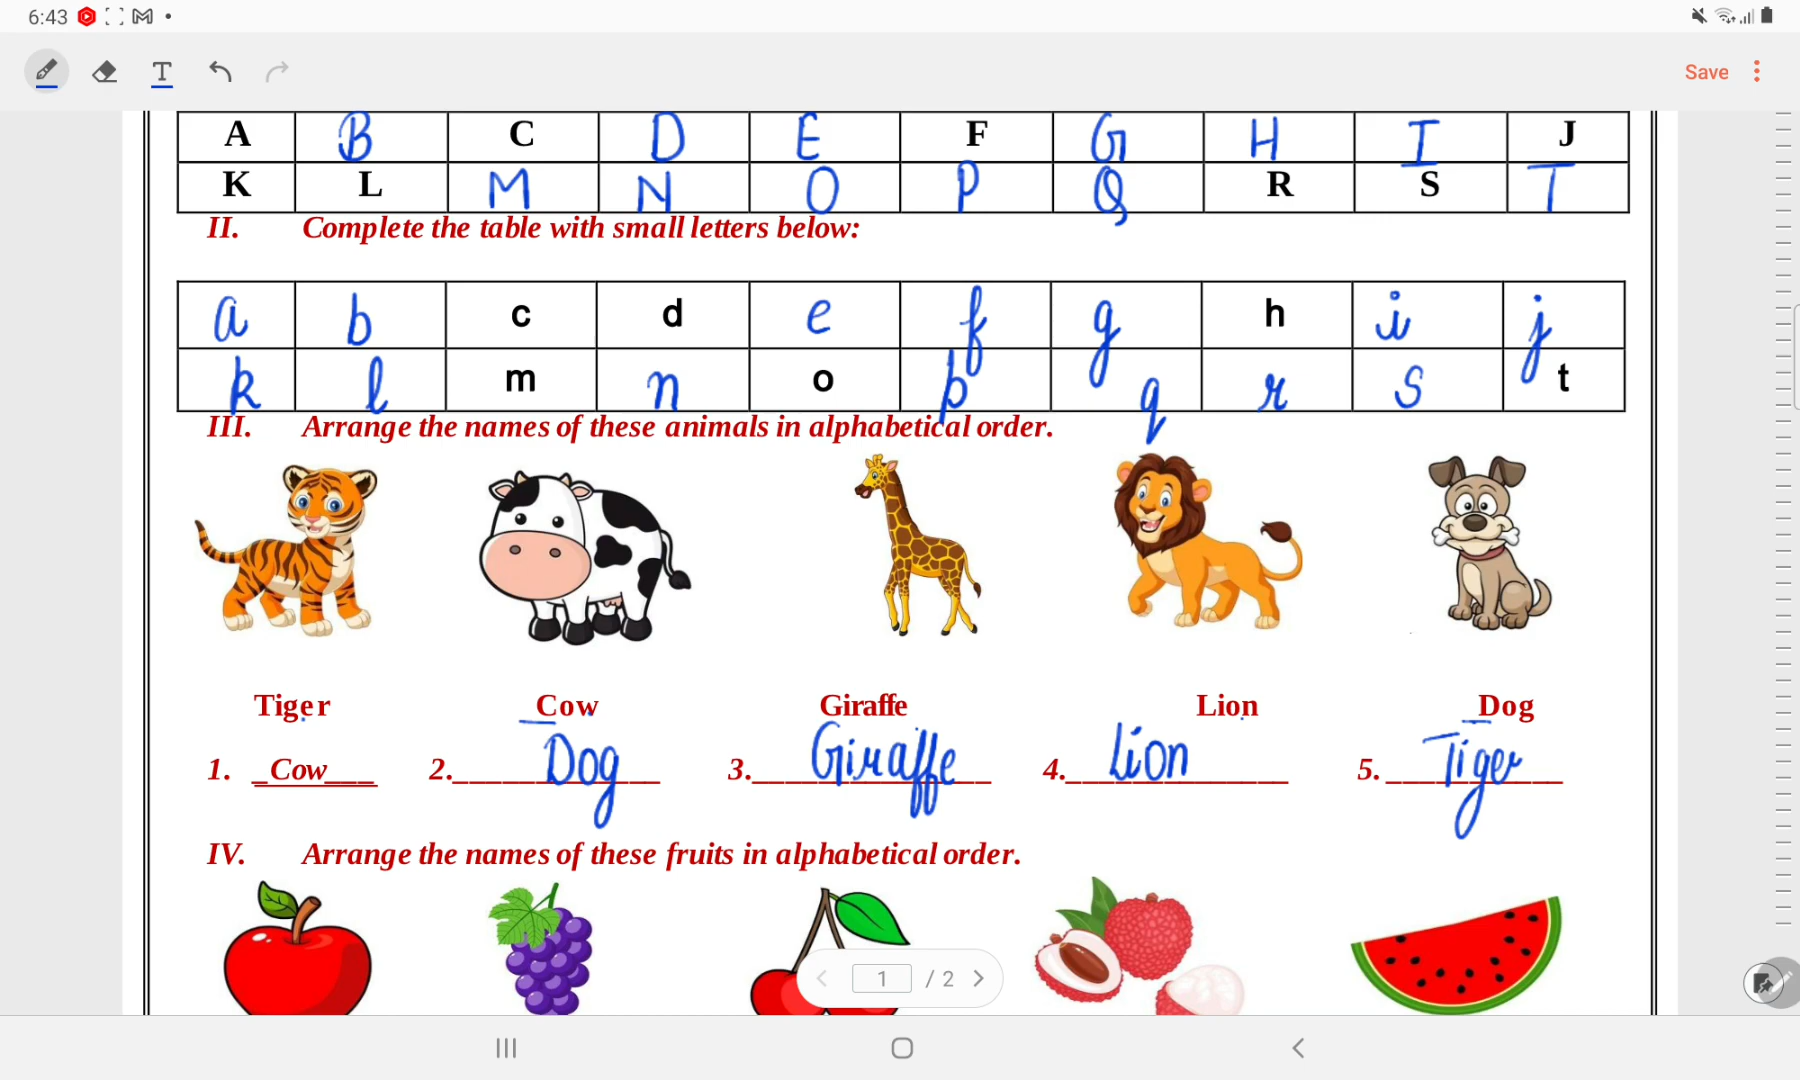 6:43
Save
A B C D E F G H I J
K L M N O P Q R S T
II. Complete the table with small letters below:
a b c d e f g h i j
k l m n o p q r s t
III. Arrange the names of these animals in alphabetical order.
Tiger Cow Giraffe Lion Dog
1. _Cow___ 2. Dog 3. Giraffe 4. Lion 5. Tiger
IV. Arrange the names of these fruits in alphabetical order.
1 / 2